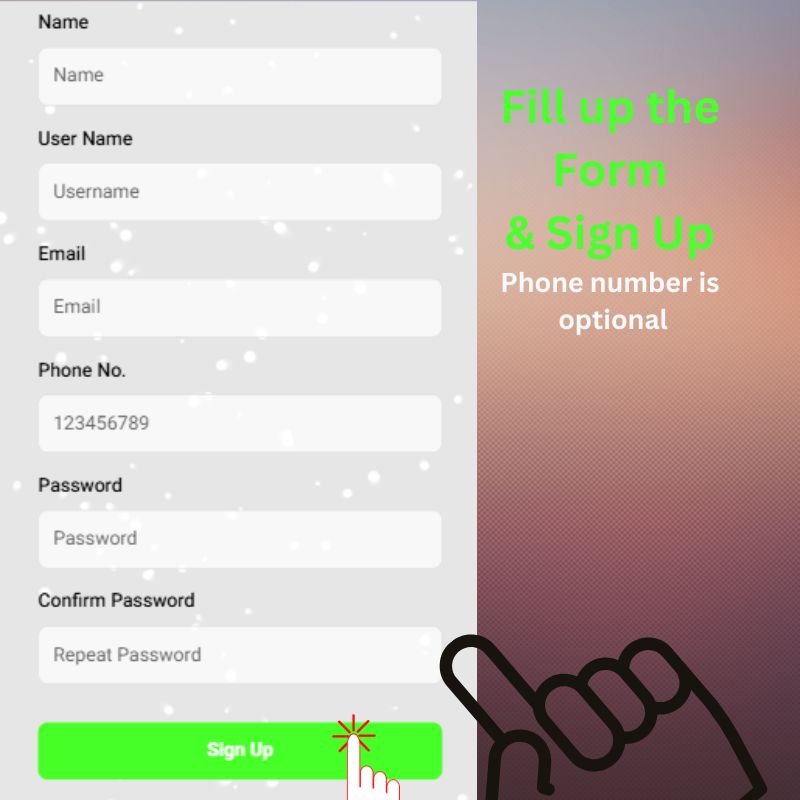 Name
Name
User Name
Username
Email
Email
Phone No.
123456789
Password
Password
Confirm Password
Repeat Password
Sign Up
Fill up the
Form
& Sign Up
Phone number is
optional